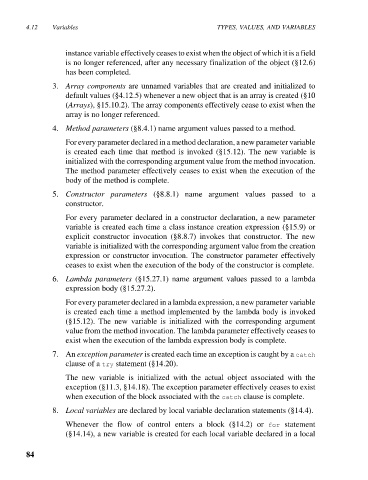 4.12 Variables TYPES, VALUES, AND VARIABLES
instance variable effectively ceases to exist when the object of which it is a field
is no longer referenced, after any necessary finalization of the object (§12.6)
has been completed.
3. Array components are unnamed variables that are created and initialized to
default values (§4.12.5) whenever a new object that is an array is created (§10
(Arrays), §15.10.2). The array components effectively cease to exist when the
array is no longer referenced.
4. Method parameters (§8.4.1) name argument values passed to a method.
For every parameter declared in a method declaration, a new parameter variable
is created each time that method is invoked (§15.12). The new variable is
initialized with the corresponding argument value from the method invocation.
The method parameter effectively ceases to exist when the execution of the
body of the method is complete.
5. Constructor parameters (§8.8.1) name argument values passed to a
constructor.
For every parameter declared in a constructor declaration, a new parameter
variable is created each time a class instance creation expression (§15.9) or
explicit constructor invocation (§8.8.7) invokes that constructor. The new
variable is initialized with the corresponding argument value from the creation
expression or constructor invocation. The constructor parameter effectively
ceases to exist when the execution of the body of the constructor is complete.
6. Lambda parameters (§15.27.1) name argument values passed to a lambda
expression body (§15.27.2).
For every parameter declared in a lambda expression, a new parameter variable
is created each time a method implemented by the lambda body is invoked
(§15.12). The new variable is initialized with the corresponding argument
value from the method invocation. The lambda parameter effectively ceases to
exist when the execution of the lambda expression body is complete.
7. An exception parameter is created each time an exception is caught by a catch
clause of a try statement (§14.20).
The new variable is initialized with the actual object associated with the
exception (§11.3, §14.18). The exception parameter effectively ceases to exist
when execution of the block associated with the catch clause is complete.
8. Local variables are declared by local variable declaration statements (§14.4).
Whenever the flow of control enters a block (§14.2) or for statement
(§14.14), a new variable is created for each local variable declared in a local
84